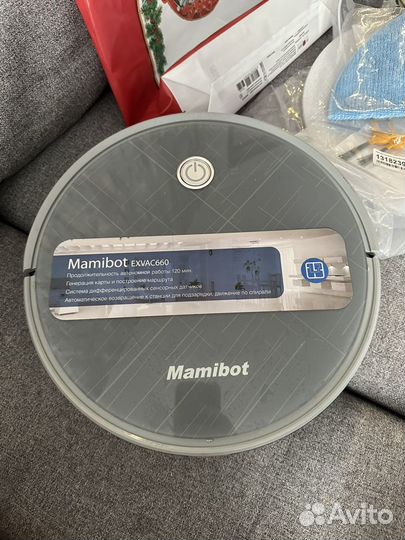 1318239
Mamibot EXVAC660
Продолжительность автономной работы 120 мин.
Генерация карты и построение маршрута
Система дифференцированных сенсорных датчиков
Автоматическое возвращение к станции для подзарядки, движение по спирали
Mamibot
Avito